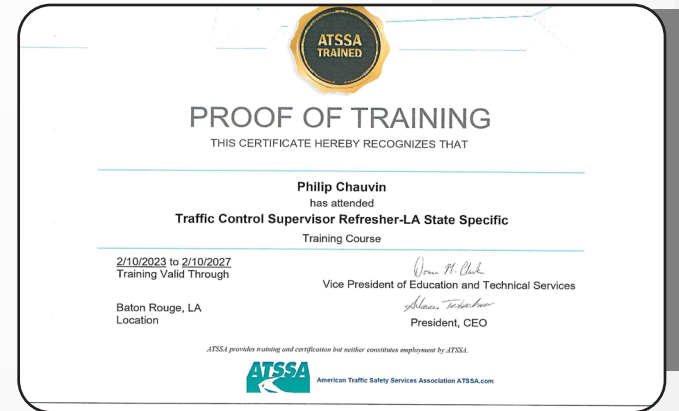 ATSSA
TRAINED
PROOF OF TRAINING
THIS CERTIFICATE HEREBY RECOGNIZES THAT
Philip Chauvin
has attended
Traffic Control Supervisor Refresher-LA State Specific
Training Course
2/10/2023 to 2/10/2027
Training Valid Through
Donna M. Clark
Vice President of Education and Technical Services
Baton Rouge, LA
Location
President, CEO
ATSSA provides training and certification but neither constitutes employment by ATSSA.
ATSSA
American Traffic Safety Services Association ATSSA.com